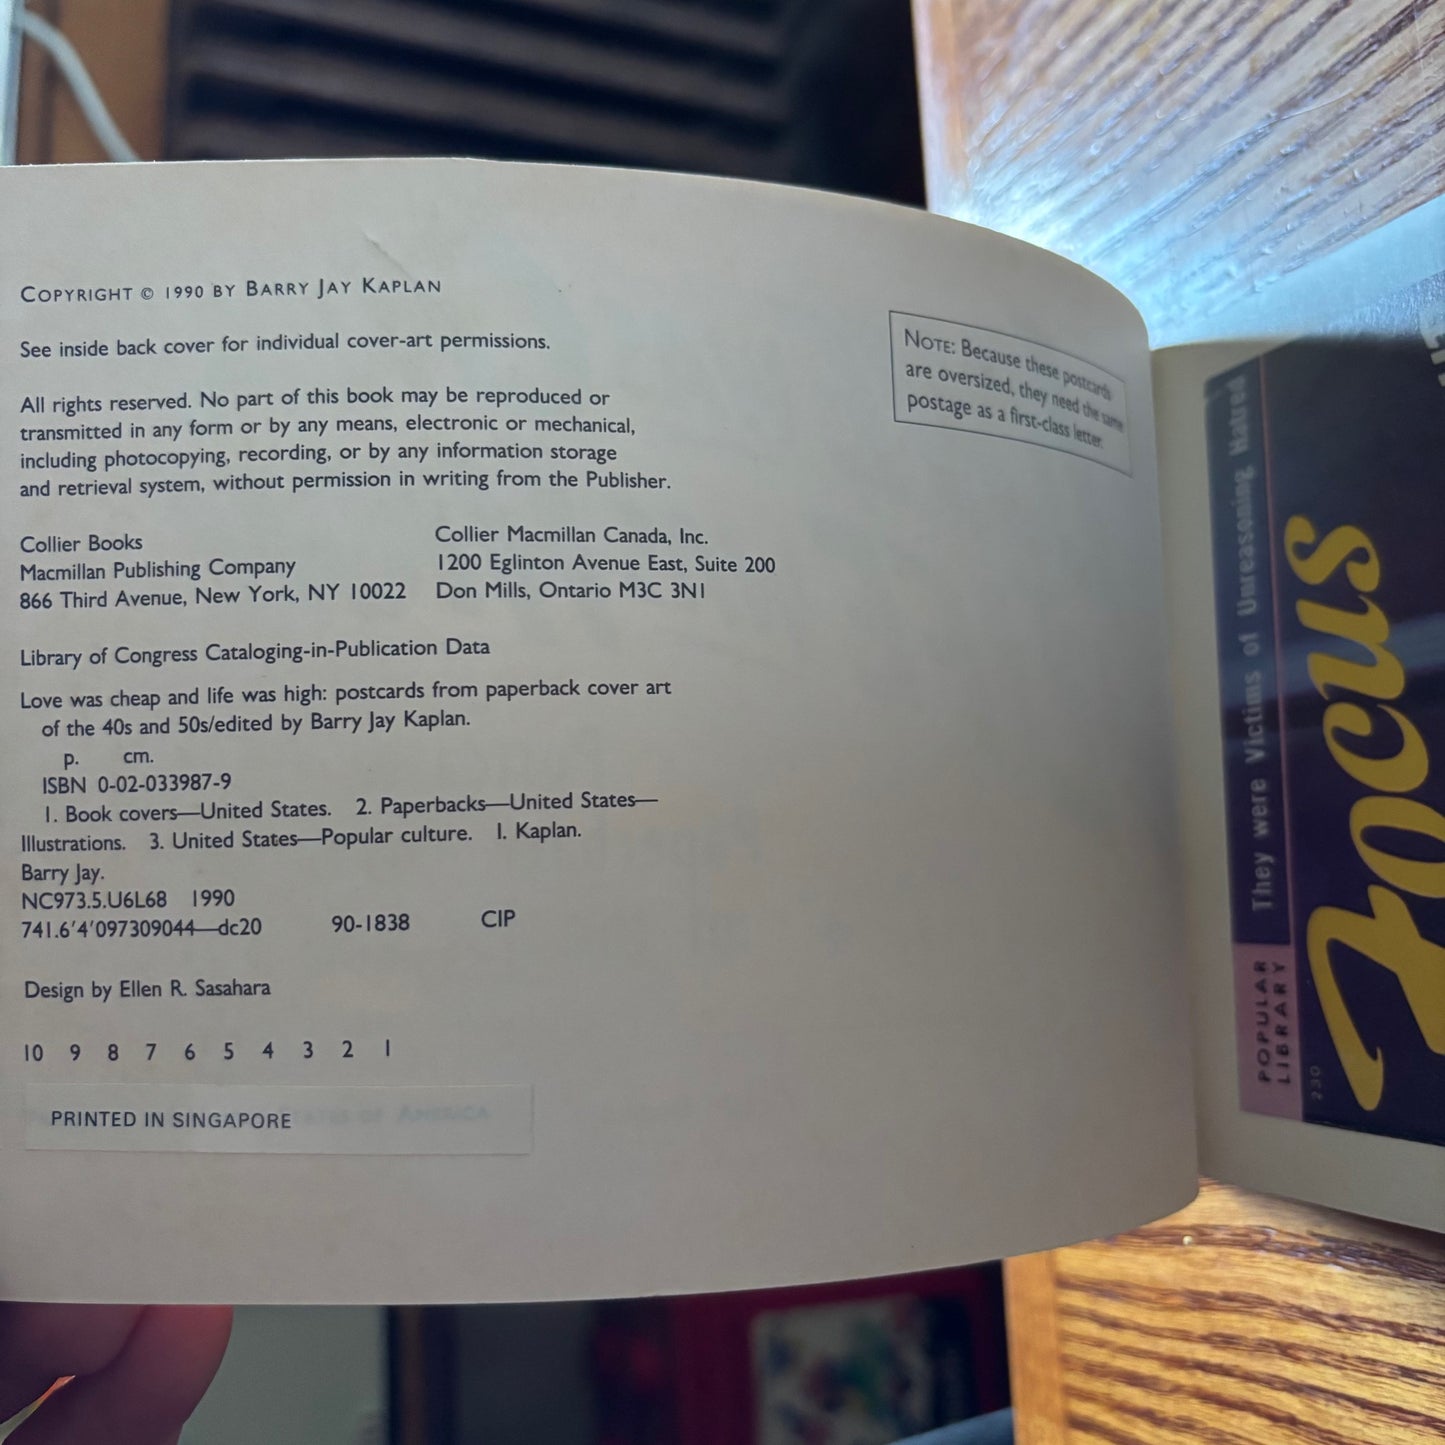 COPYRIGHT © 1990 BY BARRY JAY KAPLAN
See inside back cover for individual cover-art permissions.
All rights reserved. No part of this book may be reproduced or
transmitted in any form or by any means, electronic or mechanical,
including photocopying, recording, or by any information storage
and retrieval system, without permission in writing from the Publisher.
Collier Books
Macmillan Publishing Company
866 Third Avenue, New York, NY 10022
Collier Macmillan Canada, Inc.
1200 Eglinton Avenue East, Suite 200
Don Mills, Ontario M3C 3N1
Library of Congress Cataloging-in-Publication Data
Love was cheap and life was high: postcards from paperback cover art
of the 40s and 50s/edited by Barry Jay Kaplan.
p. cm.
ISBN 0-02-033987-9
1. Book covers—United States. 2. Paperbacks—United States—
Illustrations. 3. United States—Popular culture. I. Kaplan.
Barry Jay.
NC973.5.U6L68 1990
741.6'4'097309044—dc20 90-1838 CIP
Design by Ellen R. Sasahara
10 9 8 7 6 5 4 3 2 1
PRINTED IN SINGAPORE
OF AMERICA
NOTE: Because these postcards
are oversized, they need the same
postage as a first-class letter.
They were Victims of Unreasoning Hatred
Focus
POPULAR
LIBRARY
230